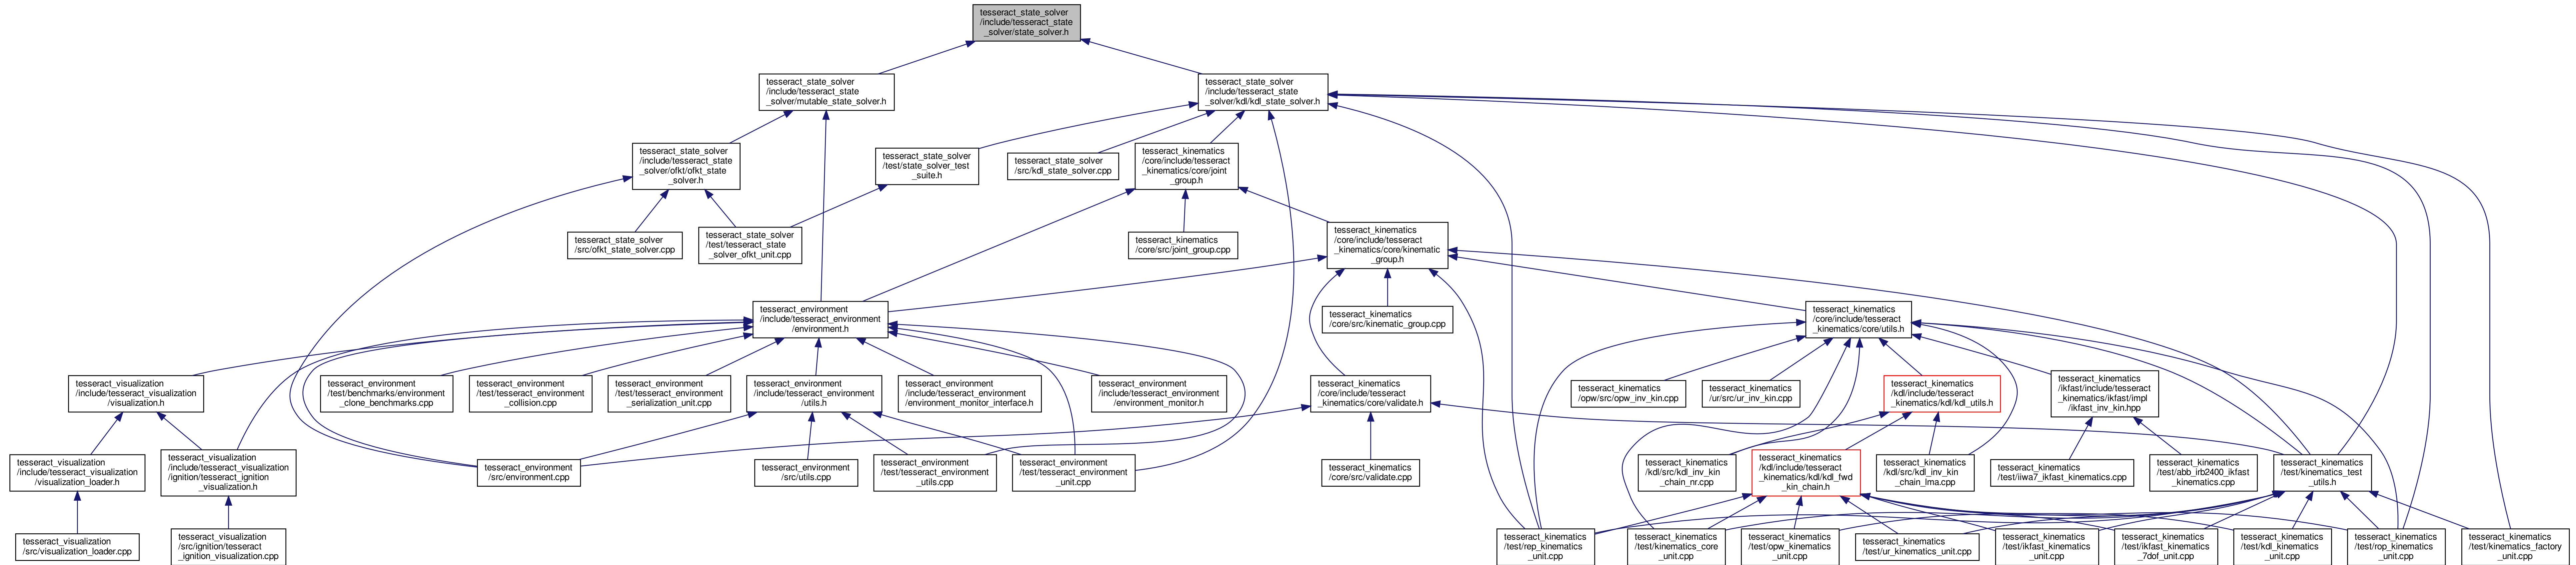 tesseract_state_solver
/include/tesseract_state
_solver/state_solver.h
tesseract_state_solver
/include/tesseract_state
_solver/mutable_state_solver.h
tesseract_state_solver
/include/tesseract_state
_solver/kdl/kdl_state_solver.h
tesseract_state_solver
/include/tesseract_state
_solver/ofkt/ofkt_state
_solver.h
tesseract_state_solver
/test/state_solver_test
_suite.h
tesseract_state_solver
/src/kdl_state_solver.cpp
tesseract_kinematics
/core/include/tesseract
_kinematics/core/joint
_group.h
tesseract_state_solver
/src/ofkt_state_solver.cpp
tesseract_state_solver
/test/tesseract_state
_solver_ofkt_unit.cpp
tesseract_kinematics
/core/src/joint_group.cpp
tesseract_kinematics
/core/include/tesseract
_kinematics/core/kinematic
_group.h
tesseract_environment
/include/tesseract_environment
/environment.h
tesseract_kinematics
/core/src/kinematic_group.cpp
tesseract_kinematics
/core/include/tesseract
_kinematics/core/utils.h
tesseract_visualization
/include/tesseract_visualization
/visualization.h
tesseract_environment
/test/benchmarks/environment
_clone_benchmarks.cpp
tesseract_environment
/test/tesseract_environment
_collision.cpp
tesseract_environment
/test/tesseract_environment
_serialization_unit.cpp
tesseract_environment
/include/tesseract_environment
/utils.h
tesseract_environment
/include/tesseract_environment
/environment_monitor_interface.h
tesseract_environment
/include/tesseract_environment
/environment_monitor.h
tesseract_kinematics
/core/include/tesseract
_kinematics/core/validate.h
tesseract_kinematics
/opw/src/opw_inv_kin.cpp
tesseract_kinematics
/ur/src/ur_inv_kin.cpp
tesseract_kinematics
/kdl/include/tesseract
_kinematics/kdl/kdl_utils.h
tesseract_kinematics
/ikfast/include/tesseract
_kinematics/ikfast/impl
/ikfast_inv_kin.hpp
tesseract_visualization
/include/tesseract_visualization
/visualization_loader.h
tesseract_visualization
/include/tesseract_visualization
/ignition/tesseract_ignition
_visualization.h
tesseract_environment
/src/environment.cpp
tesseract_environment
/src/utils.cpp
tesseract_environment
/test/tesseract_environment
_utils.cpp
tesseract_environment
/test/tesseract_environment
_unit.cpp
tesseract_kinematics
/core/src/validate.cpp
tesseract_kinematics
/kdl/src/kdl_inv_kin
_chain_nr.cpp
tesseract_kinematics
/kdl/include/tesseract
_kinematics/kdl/kdl_fwd
_kin_chain.h
tesseract_kinematics
/kdl/src/kdl_inv_kin
_chain_lma.cpp
tesseract_kinematics
/test/iiwa7_ikfast_kinematics.cpp
tesseract_kinematics
/test/abb_irb2400_ikfast
_kinematics.cpp
tesseract_kinematics
/test/kinematics_test
_utils.h
tesseract_visualization
/src/visualization_loader.cpp
tesseract_visualization
/src/ignition/tesseract
_ignition_visualization.cpp
tesseract_kinematics
/test/rep_kinematics
_unit.cpp
tesseract_kinematics
/test/kinematics_core
_unit.cpp
tesseract_kinematics
/test/opw_kinematics
_unit.cpp
tesseract_kinematics
/test/ur_kinematics_unit.cpp
tesseract_kinematics
/test/ikfast_kinematics
_unit.cpp
tesseract_kinematics
/test/ikfast_kinematics
_7dof_unit.cpp
tesseract_kinematics
/test/kdl_kinematics
_unit.cpp
tesseract_kinematics
/test/rop_kinematics
_unit.cpp
tesseract_kinematics
/test/kinematics_factory
_unit.cpp